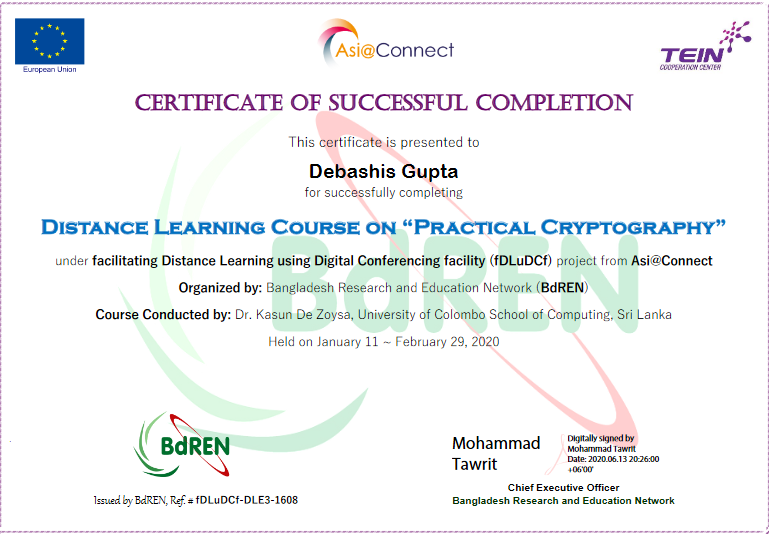 European Union
Asi@Connect
TEIN
COOPERATION CENTER
CERTIFICATE OF SUCCESSFUL COMPLETION
This certificate is presented to
Debashis Gupta
for successfully completing
DISTANCE LEARNING COURSE ON “PRACTICAL CRYPTOGRAPHY”
under facilitating Distance Learning using Digital Conferencing facility (fDLuDCf) project from Asi@Connect
Organized by: Bangladesh Research and Education Network (BdREN)
Course Conducted by: Dr. Kasun De Zoysa, University of Colombo School of Computing, Sri Lanka
BdREN
Held on January 11 ~ February 29, 2020
BdREN
Issued by BdREN, Ref. # fDLuDCf-DLE3-1608
Mohammad
Tawrit
Digitally signed by
Mohammad Tawrit
Date: 2020.06.13 20:26:00
+06'00'
Chief Executive Officer
Bangladesh Research and Education Network